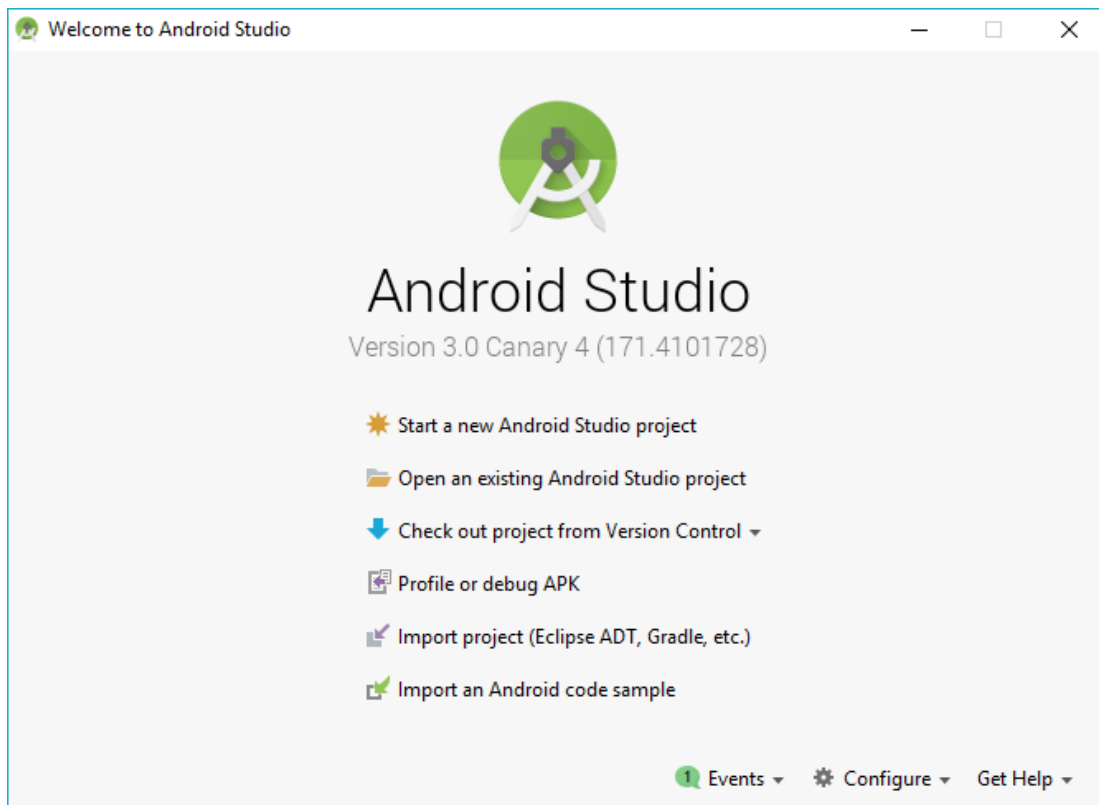 Welcome to Android Studio
Android Studio
Version 3.0 Canary 4 (171.4101728)
Start a new Android Studio project
Open an existing Android Studio project
Check out project from Version Control
Profile or debug APK
Import project (Eclipse ADT, Gradle, etc.)
Import an Android code sample
1 Events Configure Get Help